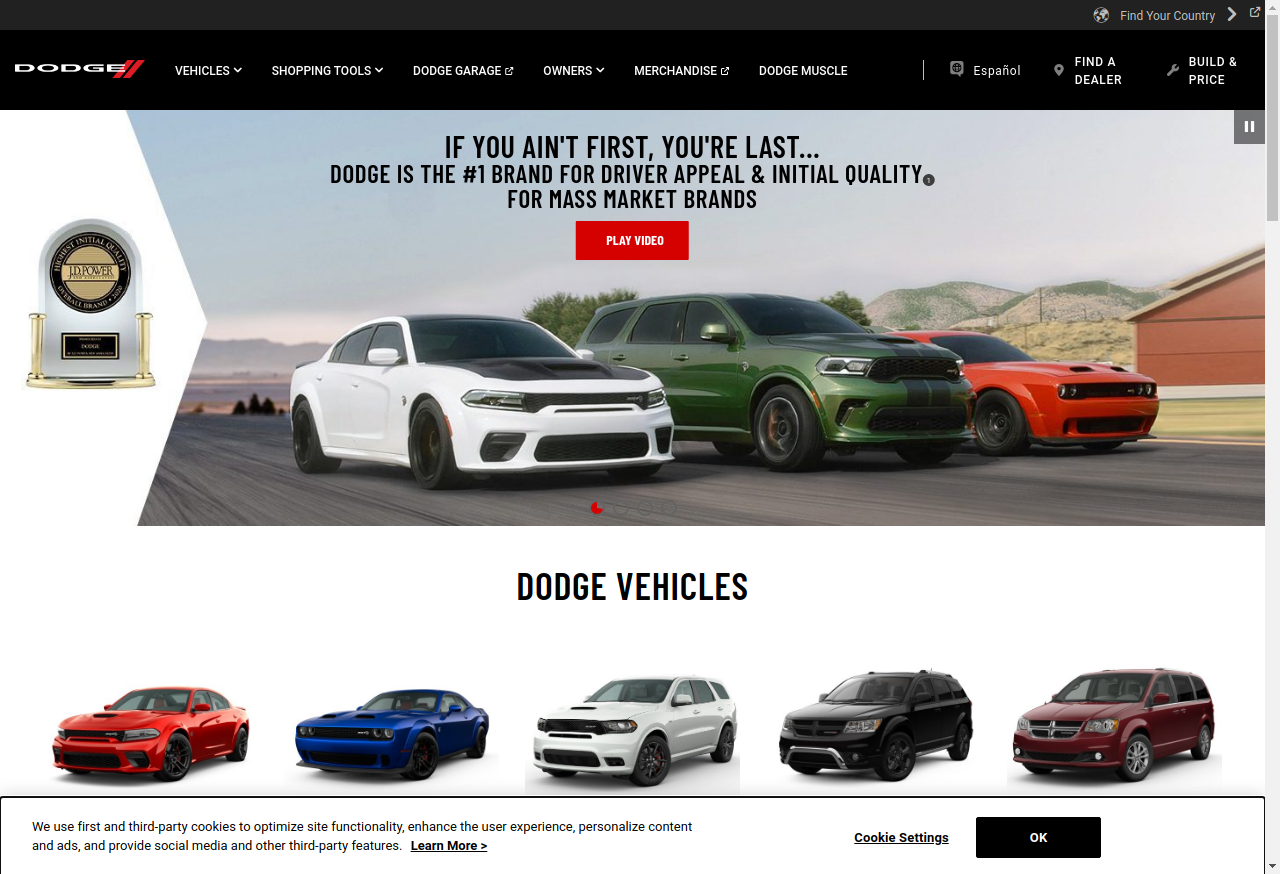 Find Your Country
DODGE
VEHICLES
SHOPPING TOOLS
DODGE GARAGE
OWNERS
MERCHANDISE
DODGE MUSCLE
Español
FIND A
DEALER
BUILD &
PRICE
IF YOU AIN'T FIRST, YOU'RE LAST...
DODGE IS THE #1 BRAND FOR DRIVER APPEAL & INITIAL QUALITY
FOR MASS MARKET BRANDS
PLAY VIDEO
HIGHEST INITIAL QUALITY
J.D. POWER
OVERALL BRAND • 2020
DODGE
DODGE VEHICLES
We use first and third-party cookies to optimize site functionality, enhance the user experience, personalize content
and ads, and provide social media and other third-party features. Learn More >
Cookie Settings
OK